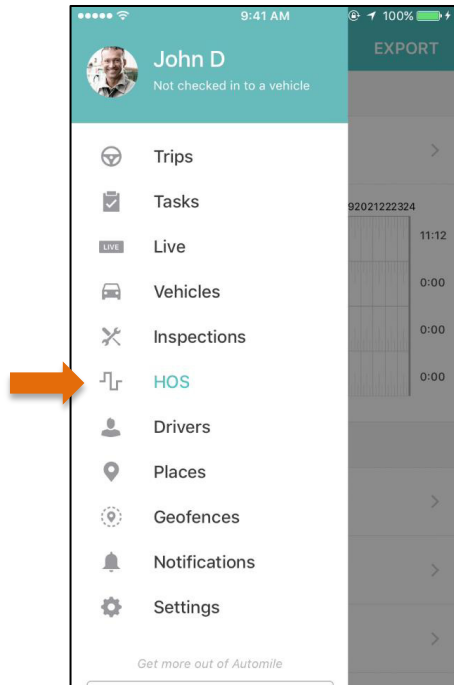 9:41 AM
100%
John D
Not checked in to a vehicle
EXPORT
Trips
Tasks
92021222324
LIVE Live
11:12
Vehicles
0:00
Inspections
0:00
HOS
0:00
Drivers
Places
Geofences
Notifications
Settings
Get more out of Automile